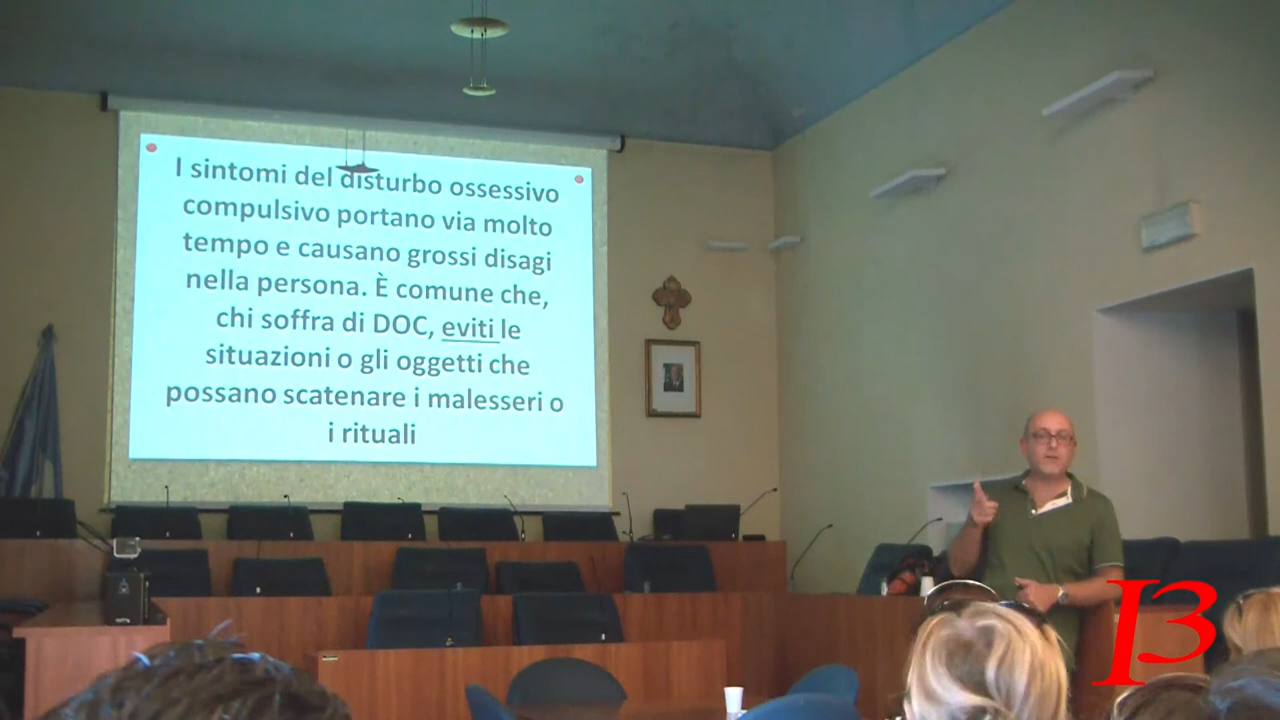 I sintomi del disturbo ossessivo
compulsivo portano via molto
tempo e causano grossi disagi
nella persona. È comune che,
chi soffra di DOC, eviti le
situazioni o gli oggetti che
possano scatenare i malesseri o
i rituali
13